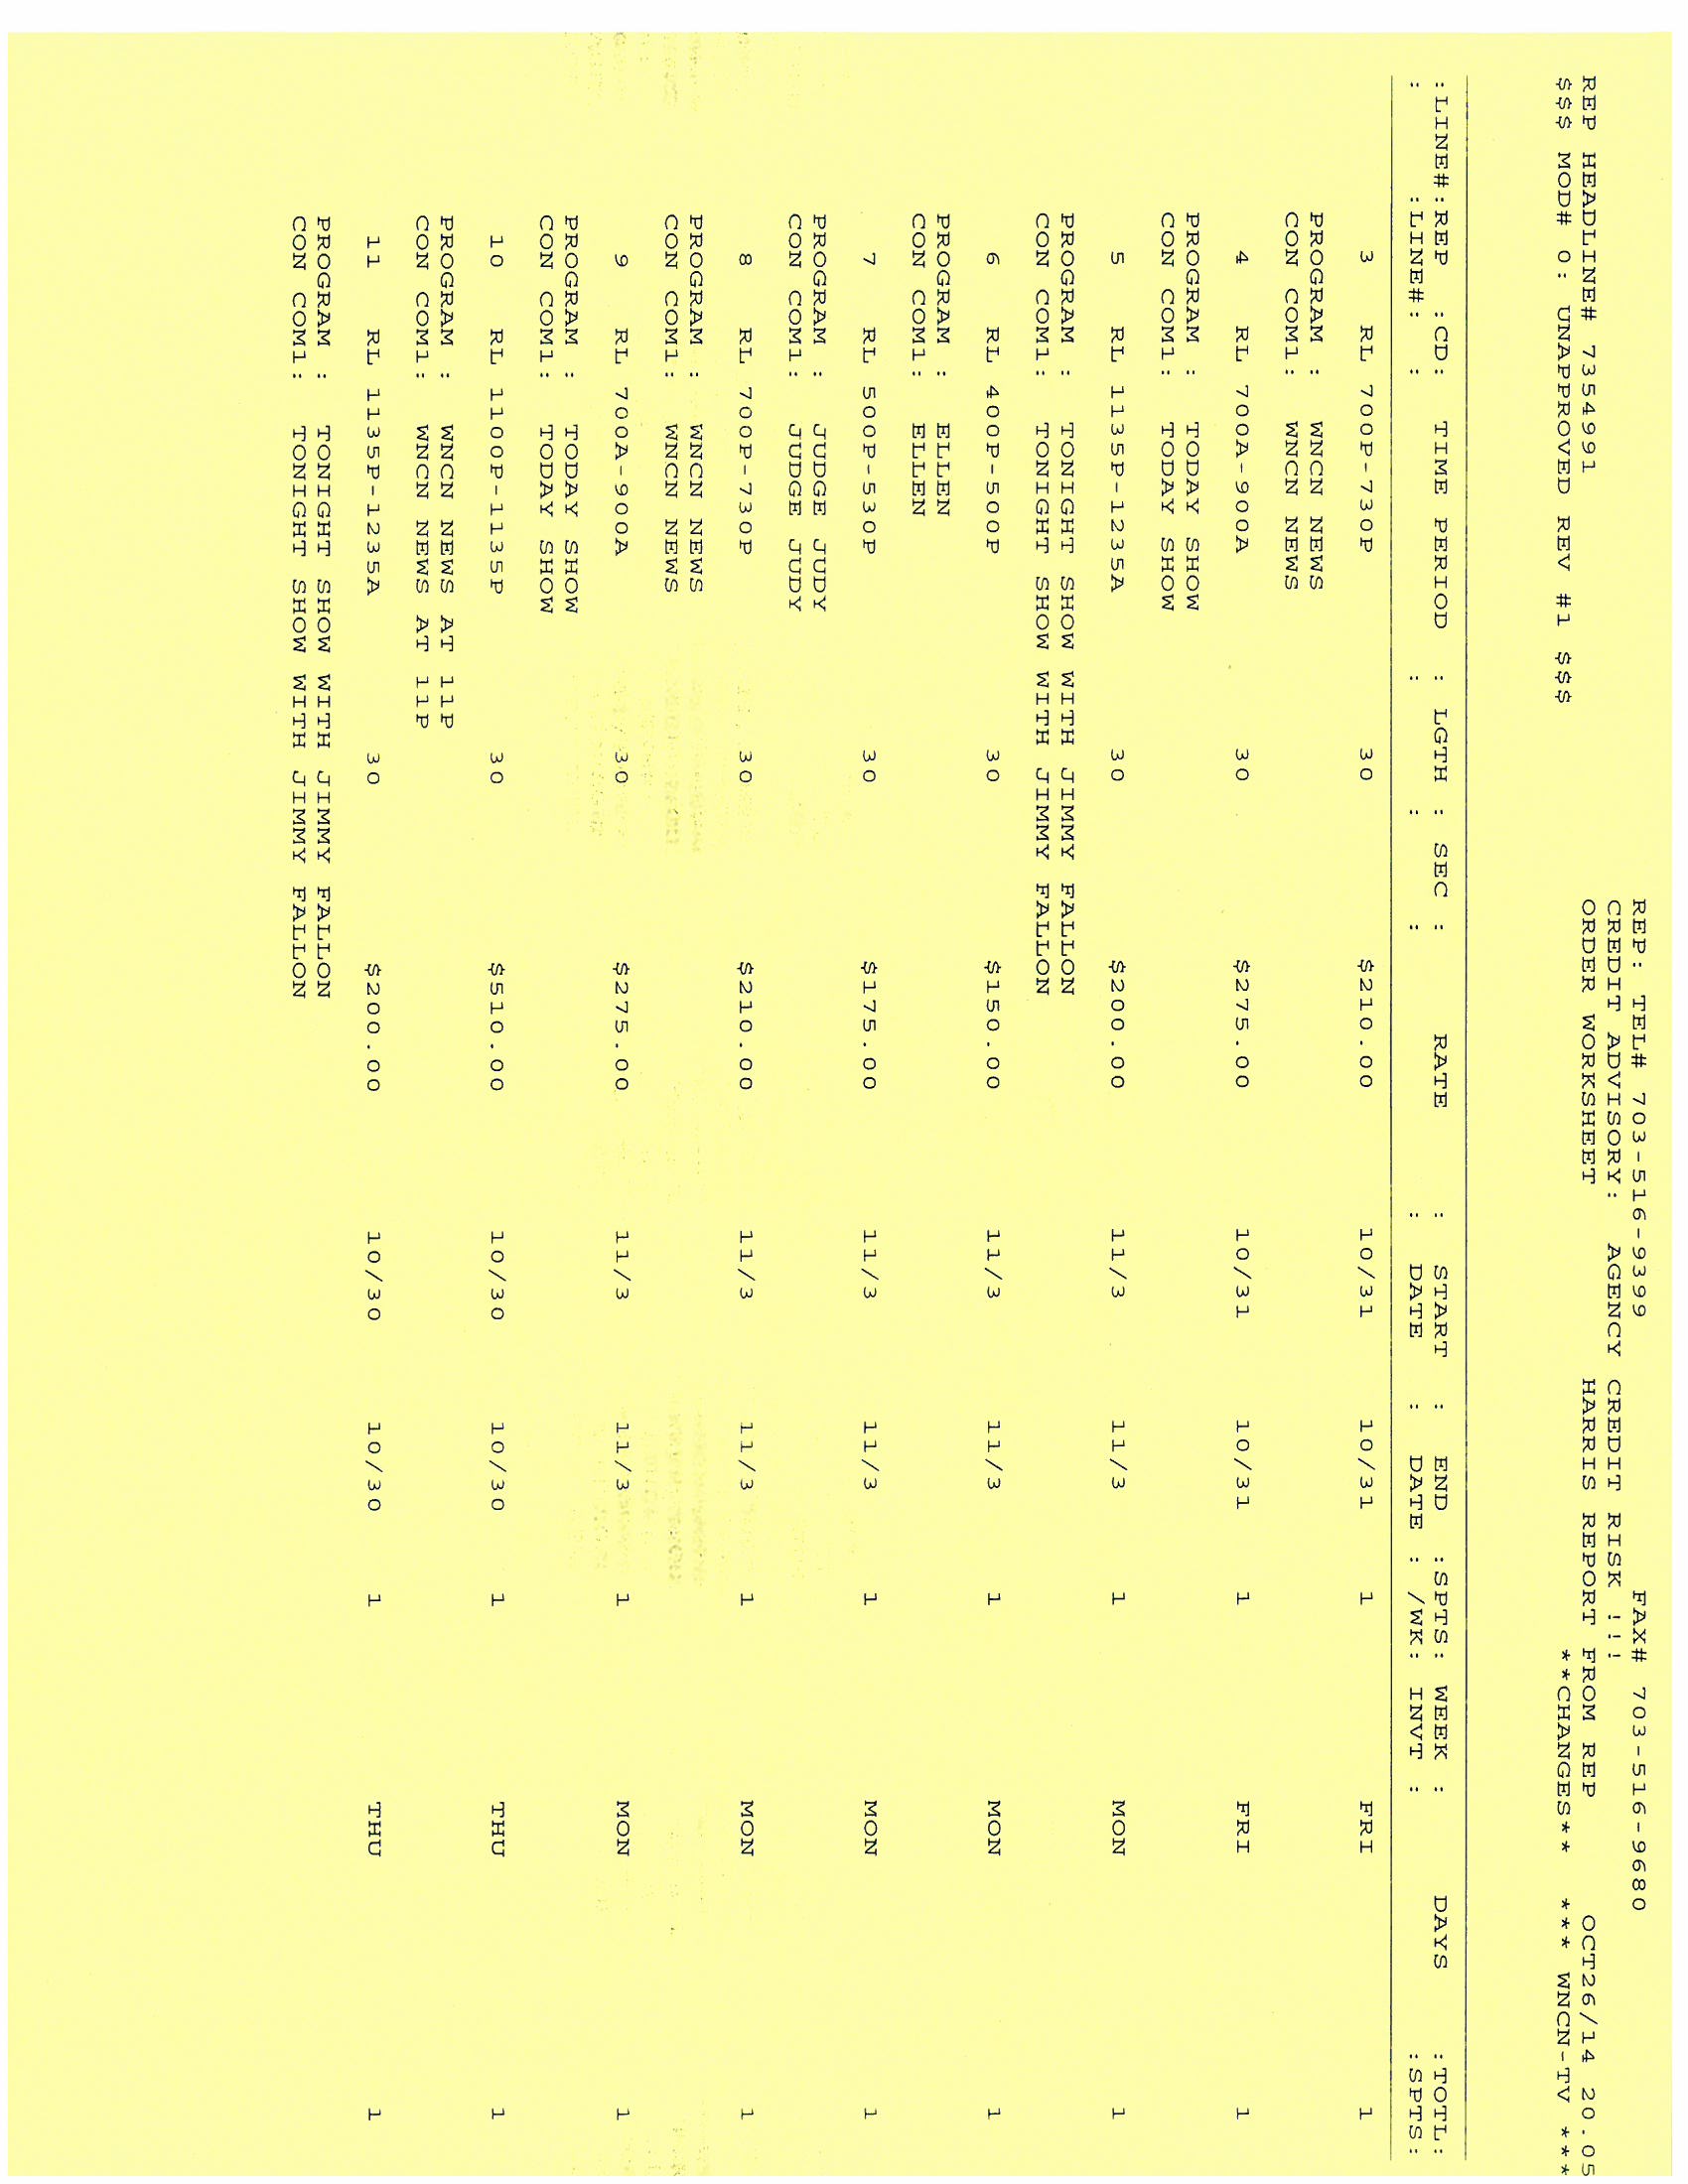 REP: TEL# 703-516-9399 FAX# 703-516-9680
CREDIT ADVISORY: AGENCY CREDIT RISK !!!
REP HEADLINE# 7354991 ORDER WORKSHEET HARRIS REPORT FROM REP OCT26/14 20.05
$$$ MOD# 0: UNAPPROVED REV #1 $$$ **CHANGES** *** WNCN-TV ***
:LINE#:REP :CD: TIME PERIOD : LGTH : SEC : RATE : START : END :SPTS: WEEK : DAYS :TOTL:
: :LINE#: : : : : DATE : DATE : /WK: INVT : :SPTS:
3 RL 700P-730P 30 $210.00 10/31 10/31 1 FRI 1
PROGRAM : WNCN NEWS
CON COM1: WNCN NEWS
4 RL 700A-900A 30 $275.00 10/31 10/31 1 FRI 1
PROGRAM : TODAY SHOW
CON COM1: TODAY SHOW
5 RL 1135P-1235A 30 $200.00 11/3 11/3 1 MON 1
PROGRAM : TONIGHT SHOW WITH JIMMY FALLON
CON COM1: TONIGHT SHOW WITH JIMMY FALLON
6 RL 400P-500P 30 $150.00 11/3 11/3 1 MON 1
PROGRAM : ELLEN
CON COM1: ELLEN
7 RL 500P-530P 30 $175.00 11/3 11/3 1 MON 1
PROGRAM : JUDGE JUDY
CON COM1: JUDGE JUDY
8 RL 700P-730P 30 $210.00 11/3 11/3 1 MON 1
PROGRAM : WNCN NEWS
CON COM1: WNCN NEWS
9 RL 700A-900A 30 $275.00 11/3 11/3 1 MON 1
PROGRAM : TODAY SHOW
CON COM1: TODAY SHOW
10 RL 1100P-1135P 30 $510.00 10/30 10/30 1 THU 1
PROGRAM : WNCN NEWS AT 11P
CON COM1: WNCN NEWS AT 11P
11 RL 1135P-1235A 30 $200.00 10/30 10/30 1 THU 1
PROGRAM : TONIGHT SHOW WITH JIMMY FALLON
CON COM1: TONIGHT SHOW WITH JIMMY FALLON